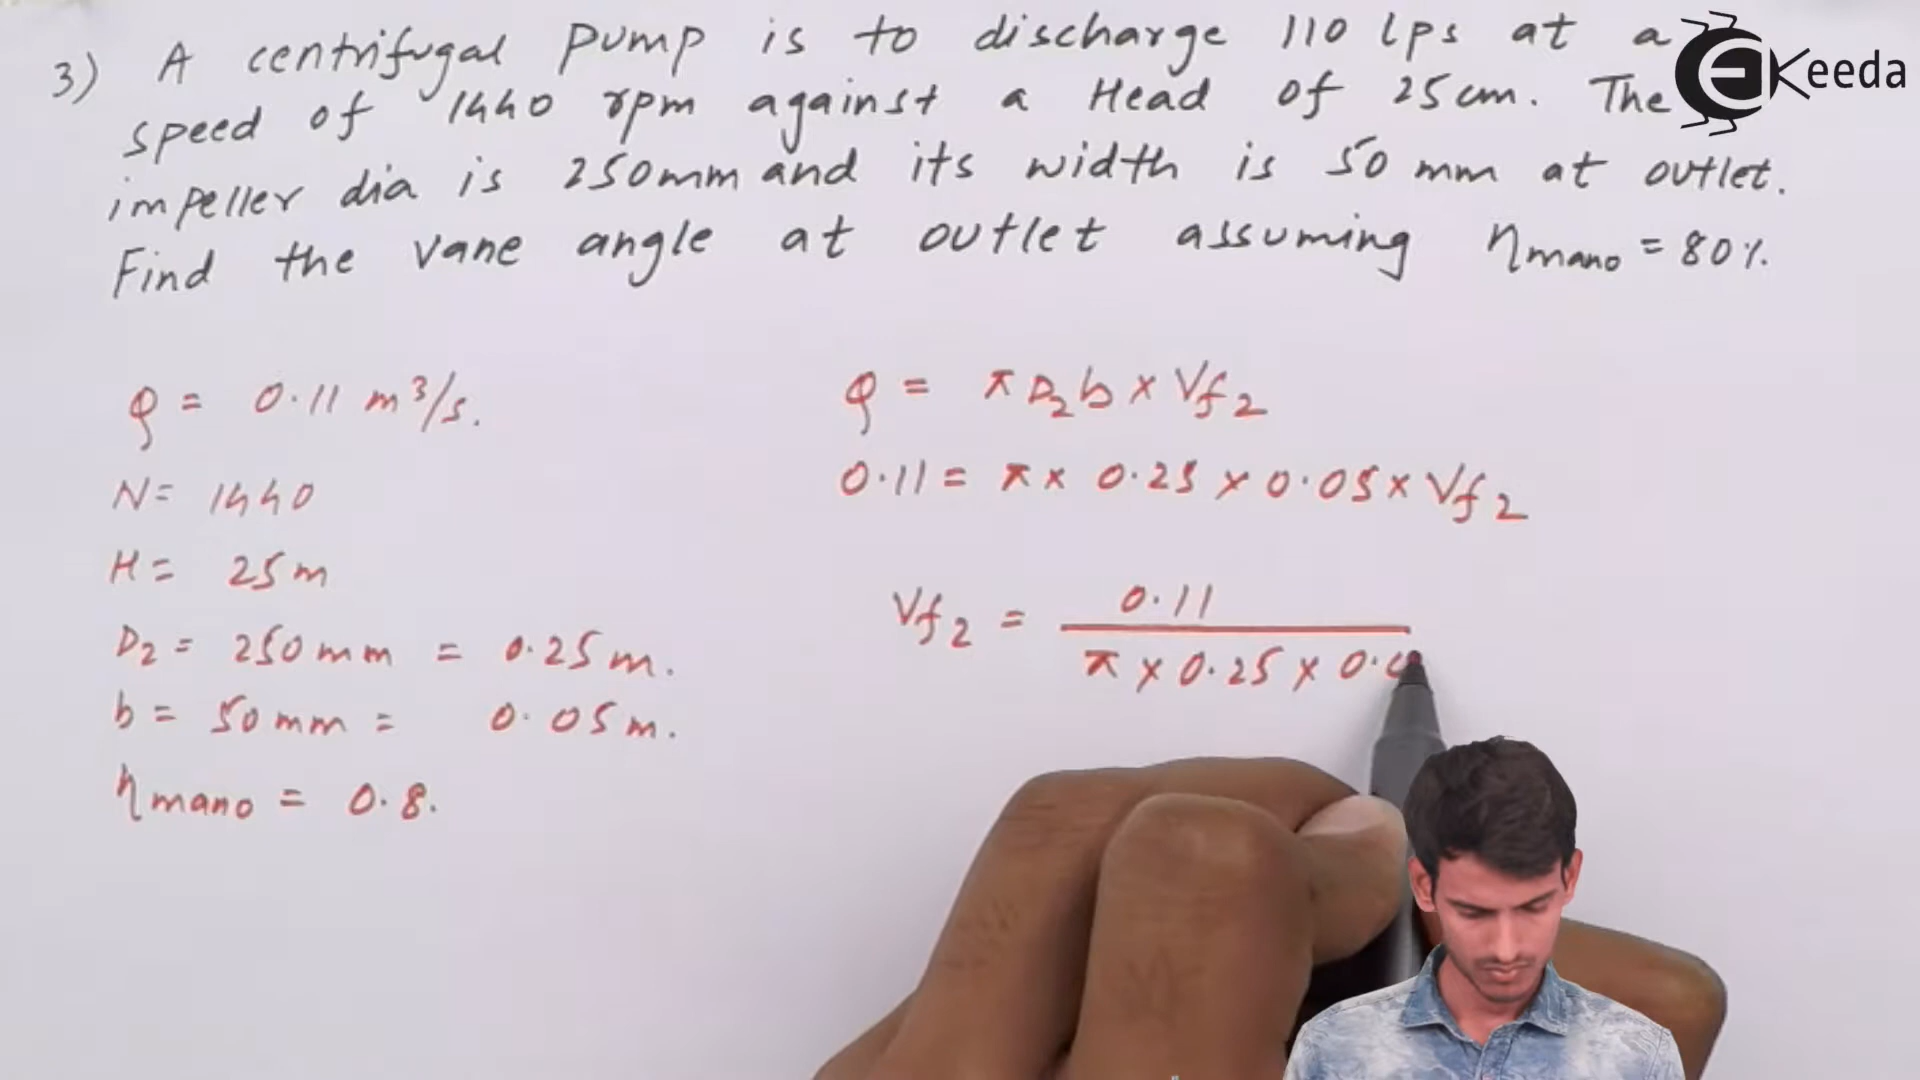 3) A centrifugal pump is to discharge 110 lps at a
speed of 1440 rpm against a Head of 25cm. The
impeller dia is 250mm and its width is 50 mm at outlet.
Find the vane angle at outlet assuming ηmano = 80%.
EKeeda
Q = 0.11 m³/s.
N= 1440
H= 25m
D₂ = 250mm = 0.25m.
b = 50mm = 0.05m.
ηmano = 0.8.
Q = π D₂ b × Vf₂
0.11 = π × 0.25 × 0.05 × Vf₂
Vf₂ = 0.11
π × 0.25 × 0.0